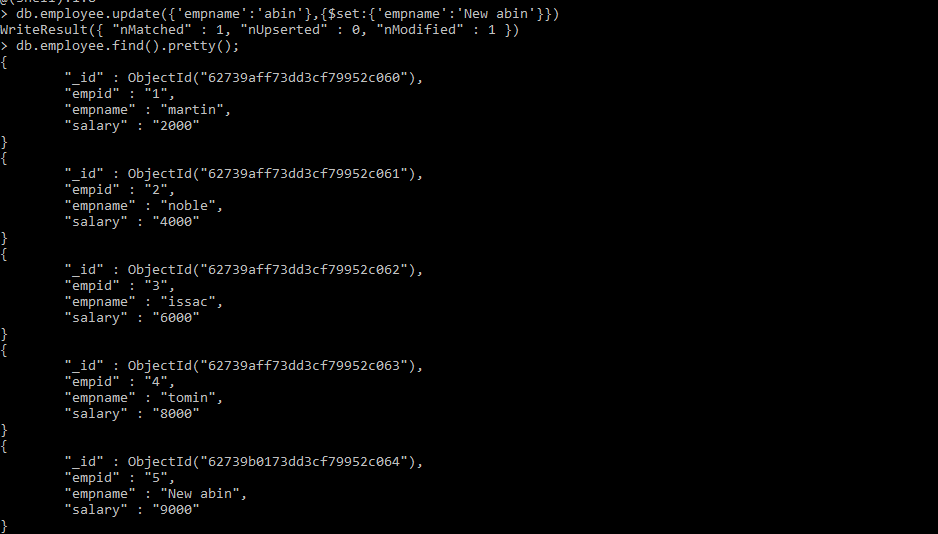 > db.employee.update({'empname':'abin'},{$set:{'empname':'New abin'}})
WriteResult({ "nMatched" : 1, "nUpserted" : 0, "nModified" : 1 })
> db.employee.find().pretty();
{
        "_id" : ObjectId("62739aff73dd3cf79952c060"),
        "empid" : "1",
        "empname" : "martin",
        "salary" : "2000"
}
{
        "_id" : ObjectId("62739aff73dd3cf79952c061"),
        "empid" : "2",
        "empname" : "noble",
        "salary" : "4000"
}
{
        "_id" : ObjectId("62739aff73dd3cf79952c062"),
        "empid" : "3",
        "empname" : "issac",
        "salary" : "6000"
}
{
        "_id" : ObjectId("62739aff73dd3cf79952c063"),
        "empid" : "4",
        "empname" : "tomin",
        "salary" : "8000"
}
{
        "_id" : ObjectId("62739b0173dd3cf79952c064"),
        "empid" : "5",
        "empname" : "New abin",
        "salary" : "9000"
}